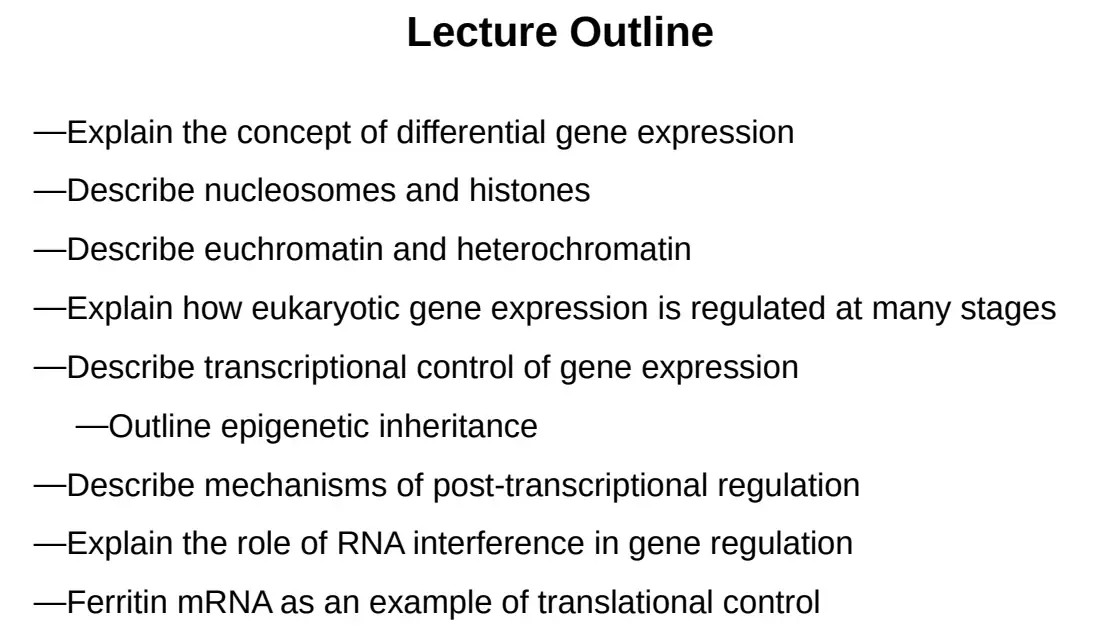 Lecture Outline
—Explain the concept of differential gene expression
—Describe nucleosomes and histones
—Describe euchromatin and heterochromatin
—Explain how eukaryotic gene expression is regulated at many stages
—Describe transcriptional control of gene expression
—Outline epigenetic inheritance
—Describe mechanisms of post-transcriptional regulation
—Explain the role of RNA interference in gene regulation
—Ferritin mRNA as an example of translational control